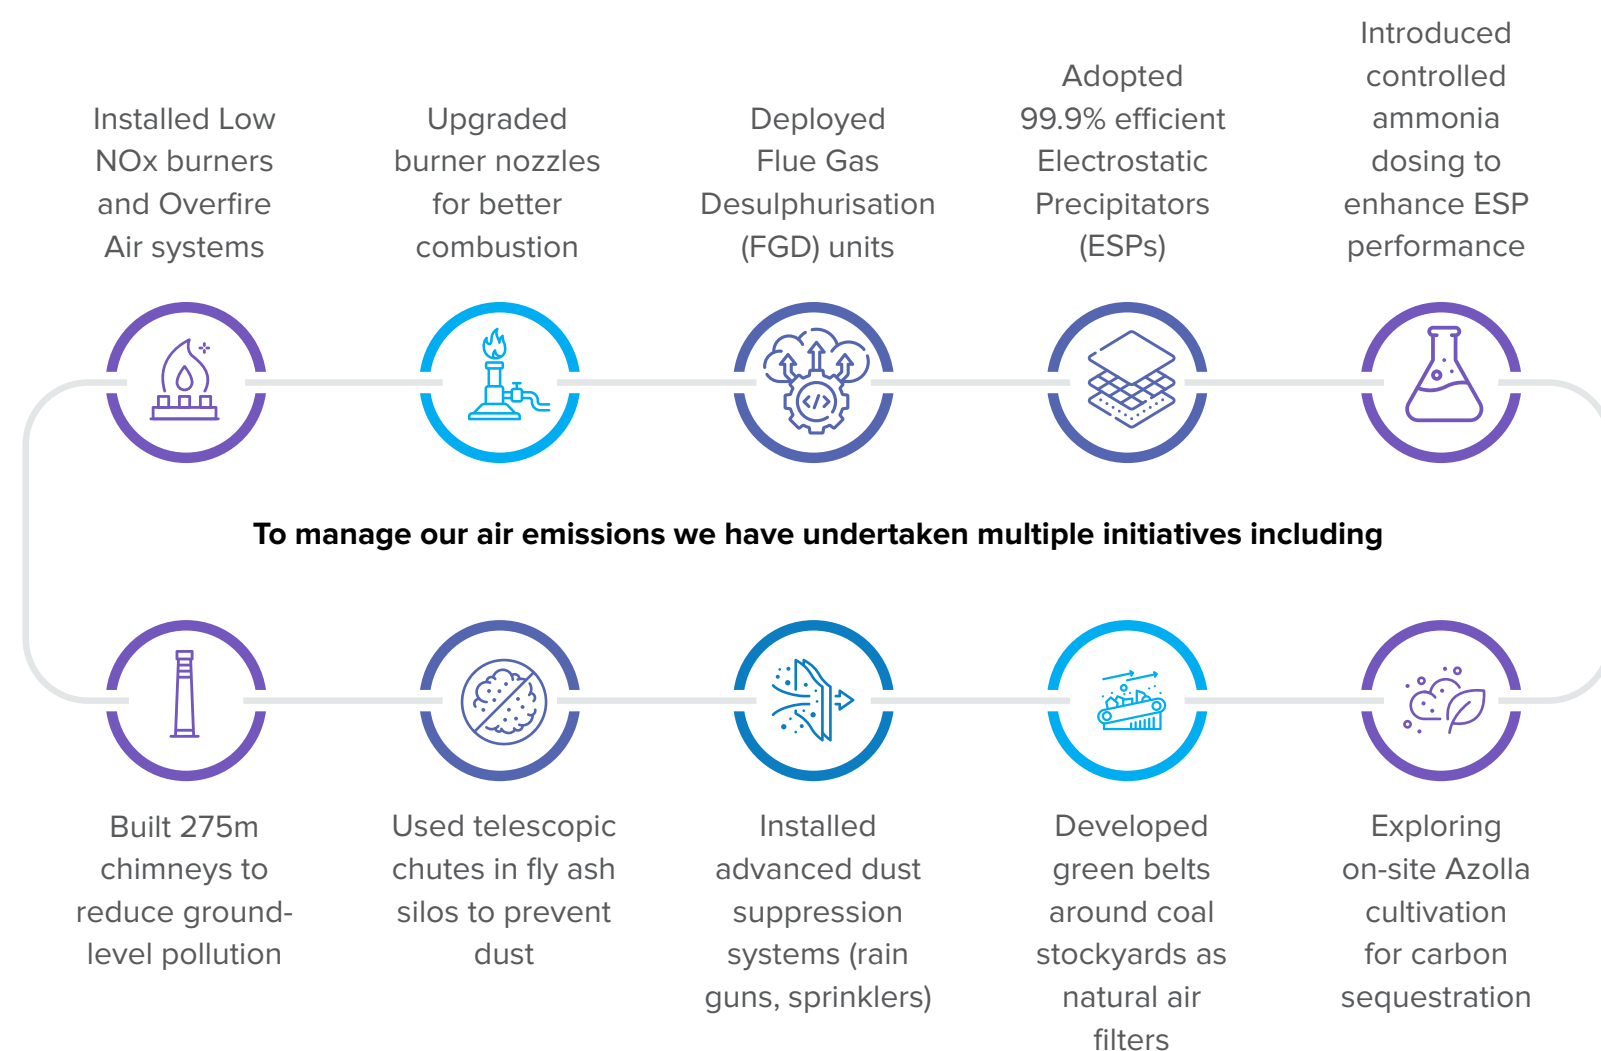 Installed Low
NOx burners
and Overfire
Air systems
Upgraded
burner nozzles
for better
combustion
Deployed
Flue Gas
Desulphurisation
(FGD) units
Adopted
99.9% efficient
Electrostatic
Precipitators
(ESPs)
Introduced
controlled
ammonia
dosing to
enhance ESP
performance
</>
To manage our air emissions we have undertaken multiple initiatives including
Built 275m
chimneys to
reduce ground-
level pollution
Used telescopic
chutes in fly ash
silos to prevent
dust
Installed
advanced dust
suppression
systems (rain
guns, sprinklers)
Developed
green belts
around coal
stockyards as
natural air
filters
Exploring
on-site Azolla
cultivation
for carbon
sequestration